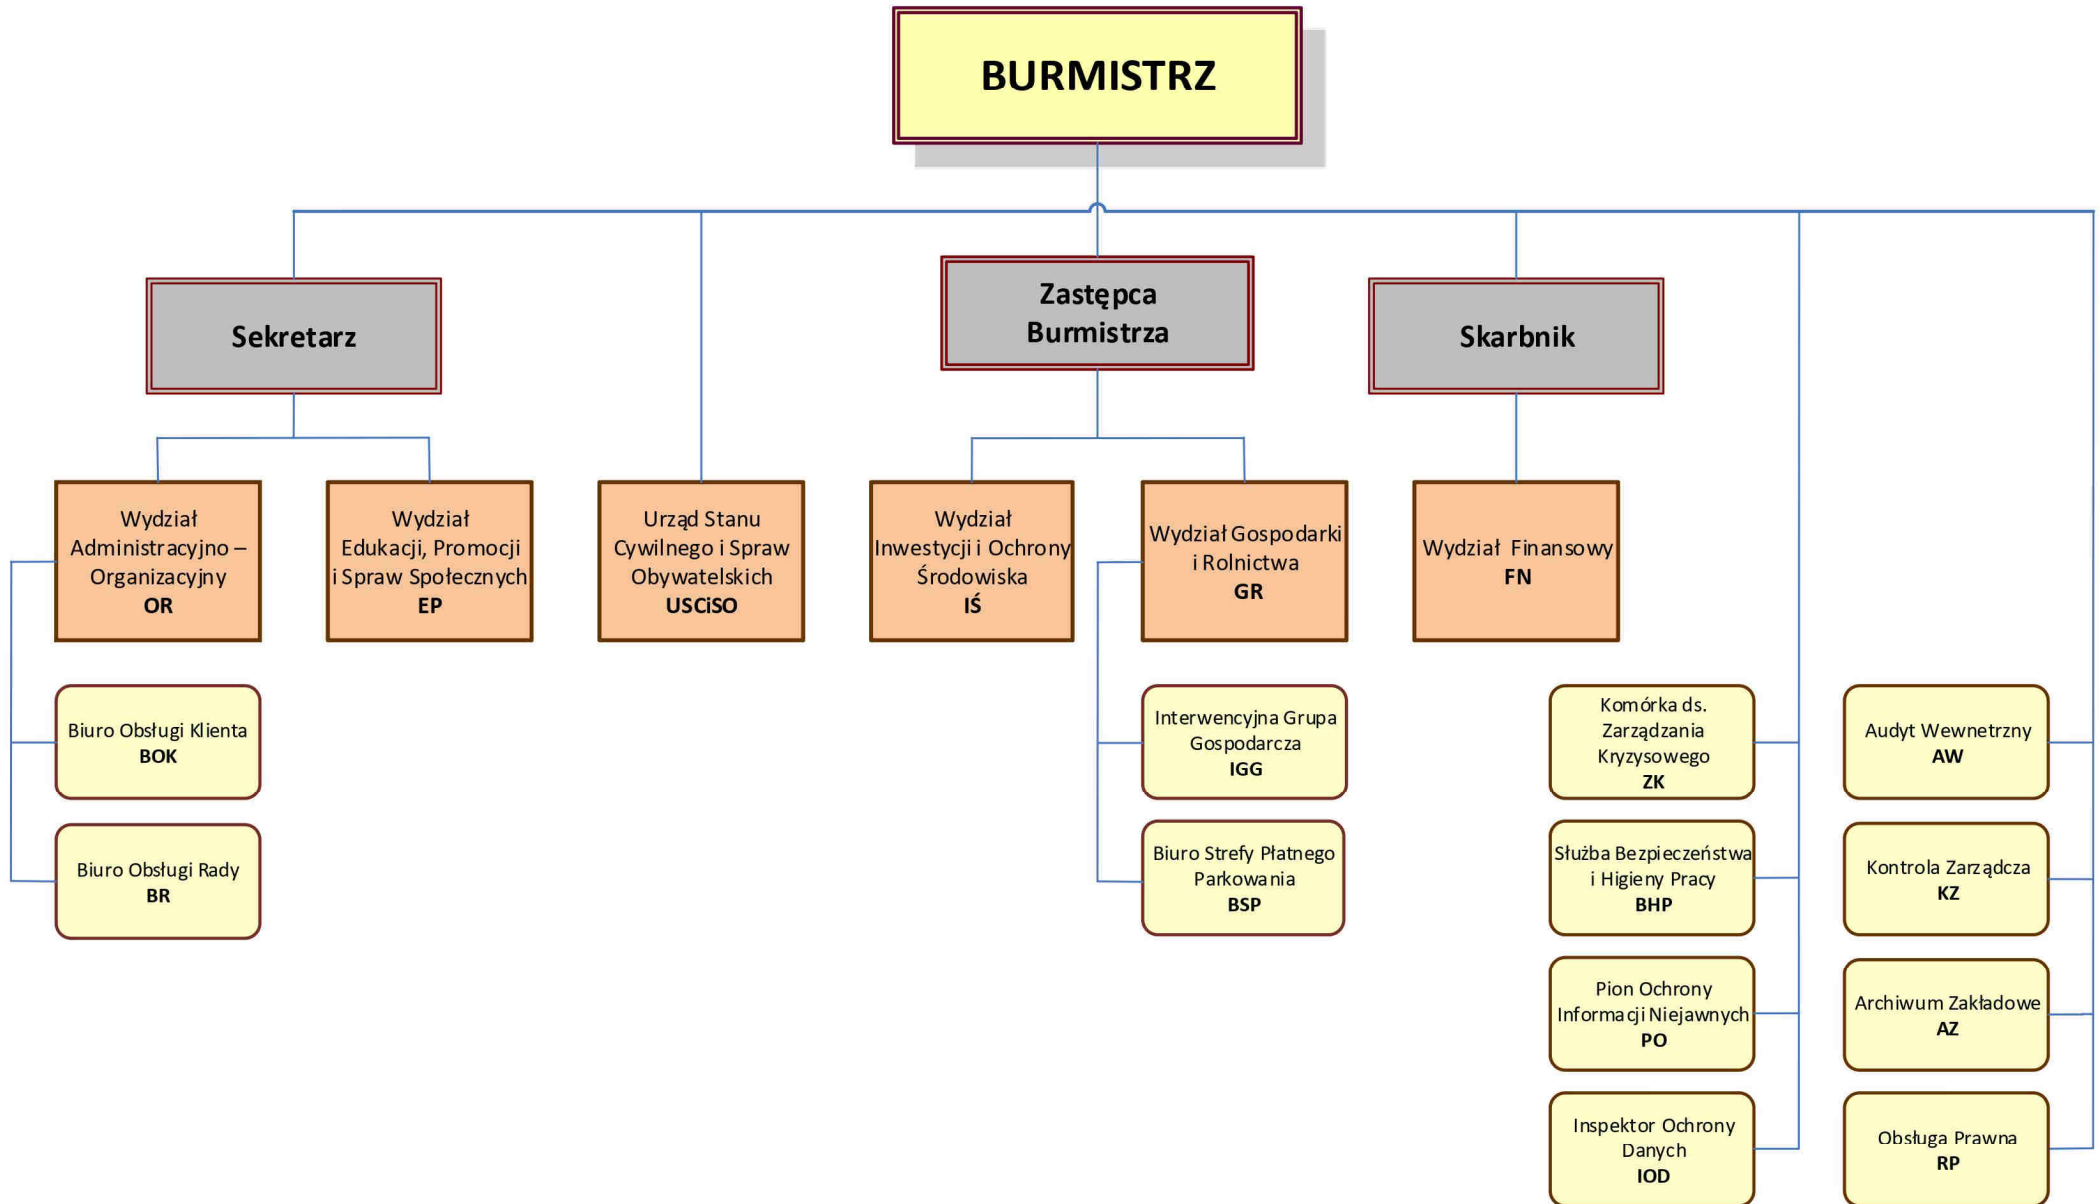 BURMISTRZ
Sekretarz
Zastępca
Burmistrza
Skarbnik
Wydział
Administracyjno –
Organizacyjny
OR
Wydział
Edukacji, Promocji
i Spraw Społecznych
EP
Urząd Stanu
Cywilnego i Spraw
Obywatelskich
USCiSO
Wydział
Inwestycji i Ochrony
Środowiska
IŚ
Wydział Gospodarki
i Rolnictwa
GR
Wydział Finansowy
FN
Biuro Obsługi Klienta
BOK
Biuro Obsługi Rady
BR
Interwencyjna Grupa
Gospodarcza
IGG
Biuro Strefy Płatnego
Parkowania
BSP
Komórka ds.
Zarządzania
Kryzysowego
ZK
Służba Bezpieczeństwa
i Higieny Pracy
BHP
Pion Ochrony
Informacji Niejawnych
PO
Inspektor Ochrony
Danych
IOD
Audyt Wewnetrzny
AW
Kontrola Zarządcza
KZ
Archiwum Zakładowe
AZ
Obsługa Prawna
RP